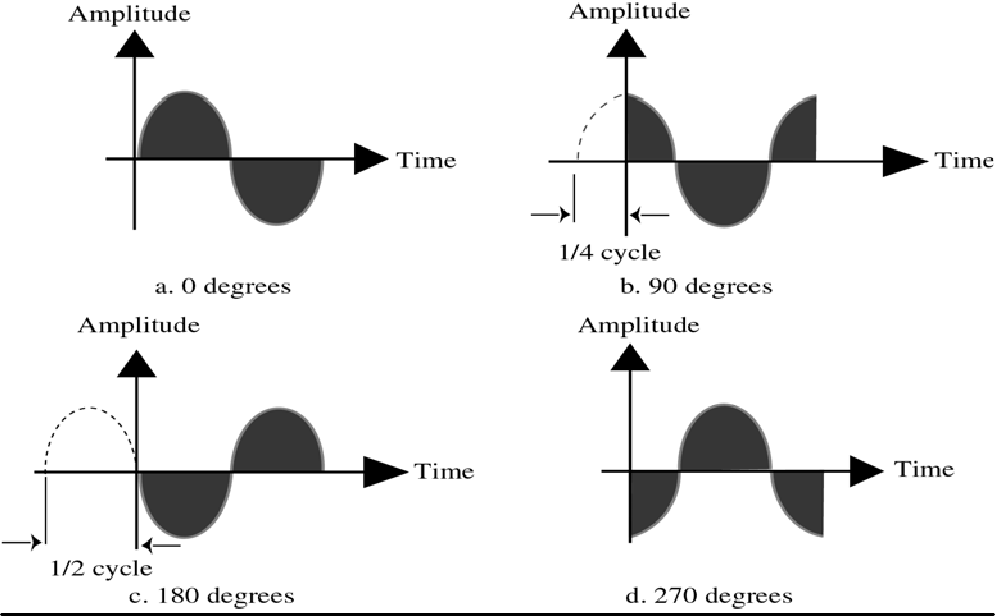 Amplitude
Time
a. 0 degrees
Amplitude
Time
1/4 cycle
b. 90 degrees
Amplitude
Time
1/2 cycle
c. 180 degrees
Amplitude
Time
d. 270 degrees